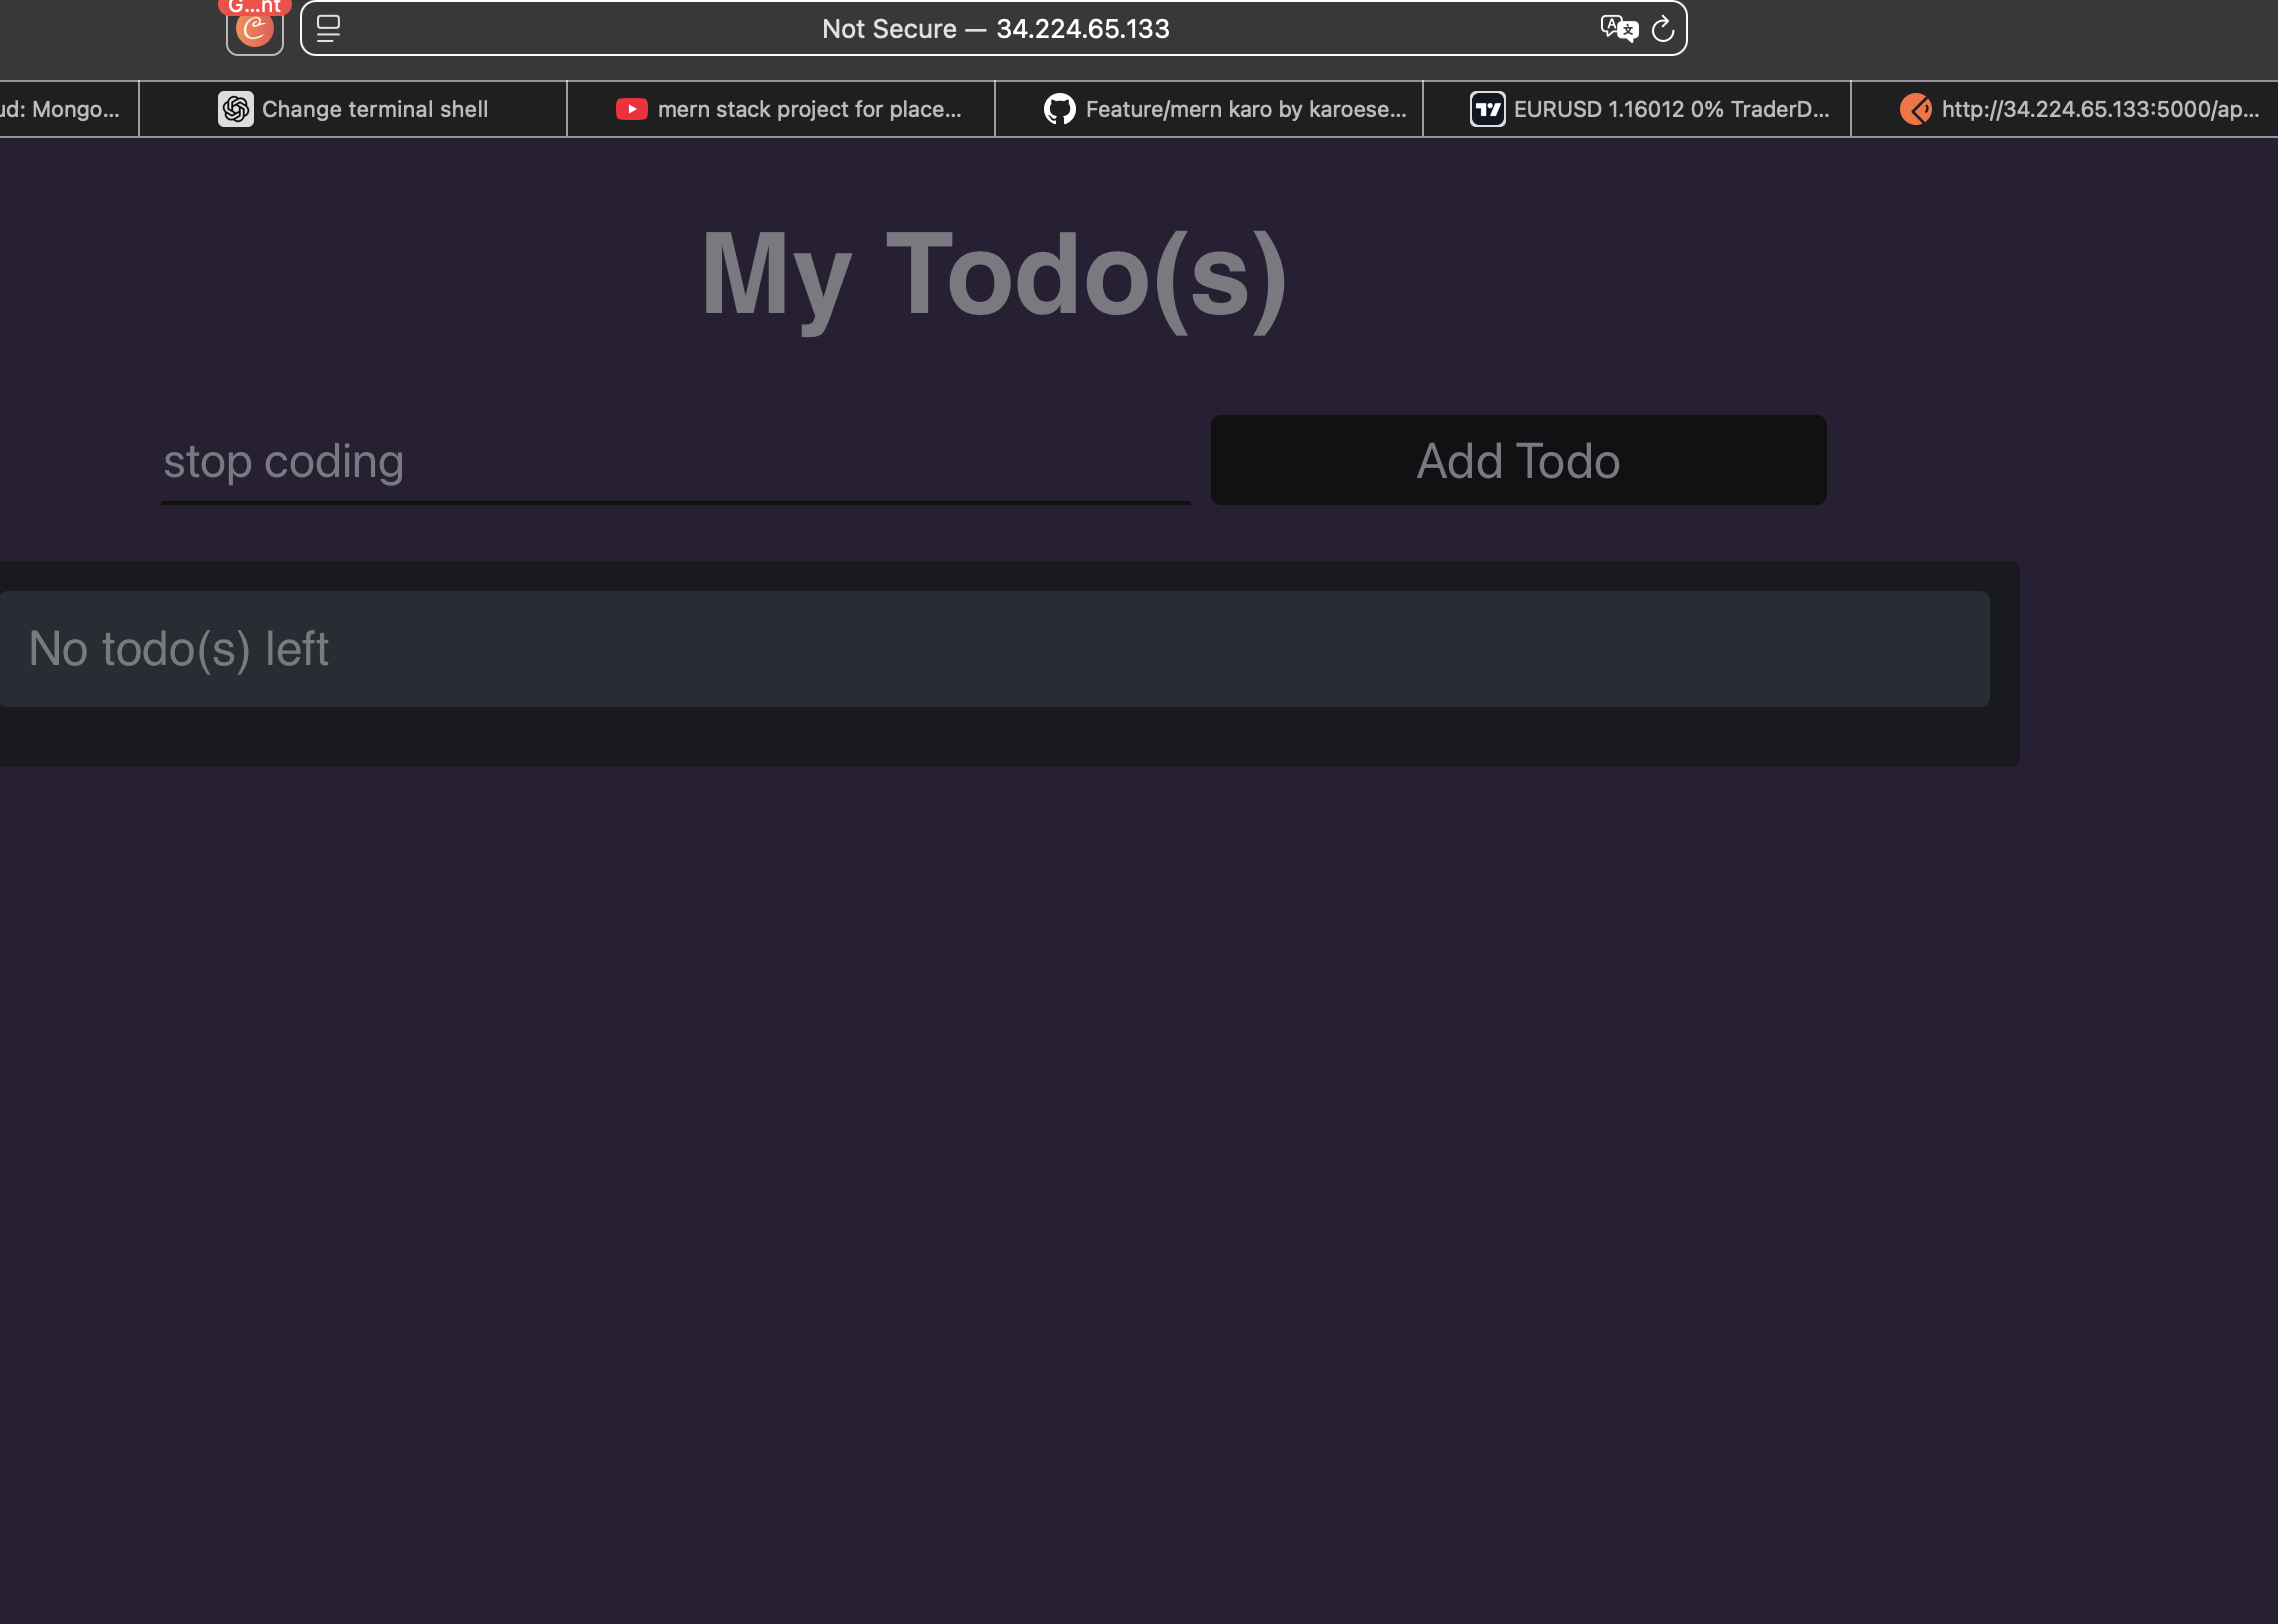 G...nt
Not Secure — 34.224.65.133
ud: Mongo...
Change terminal shell
mern stack project for place...
Feature/mern karo by karoese...
EURUSD 1.16012 0% TraderD...
http://34.224.65.133:5000/ap...
My Todo(s)
stop coding
Add Todo
No todo(s) left